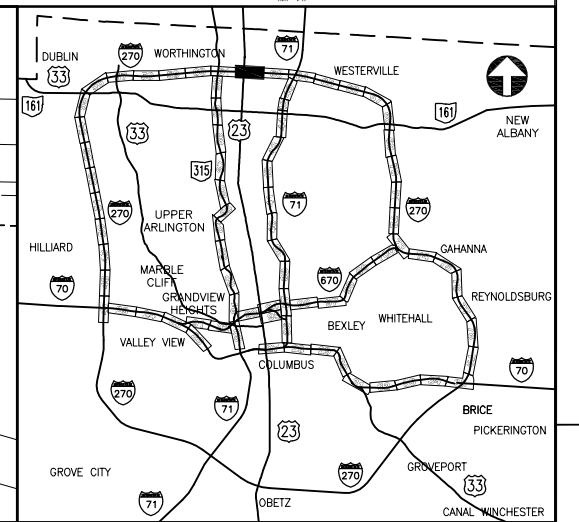 71
DUBLIN
WORTHINGTON
270
33
WESTERVILLE
161
161
33
23
NEW
ALBANY
315
270
71
270
UPPER
ARLINGTON
HILLIARD
GAHANNA
70
MARBLE
CLIFF
670
GRANDVIEW
HEIGHTS
REYNOLDSBURG
BEXLEY
WHITEHALL
VALLEY VIEW
COLUMBUS
70
270
71
BRICE
23
PICKERINGTON
GROVE CITY
270
GROVEPORT
33
71
OBETZ
CANAL WINCHESTER